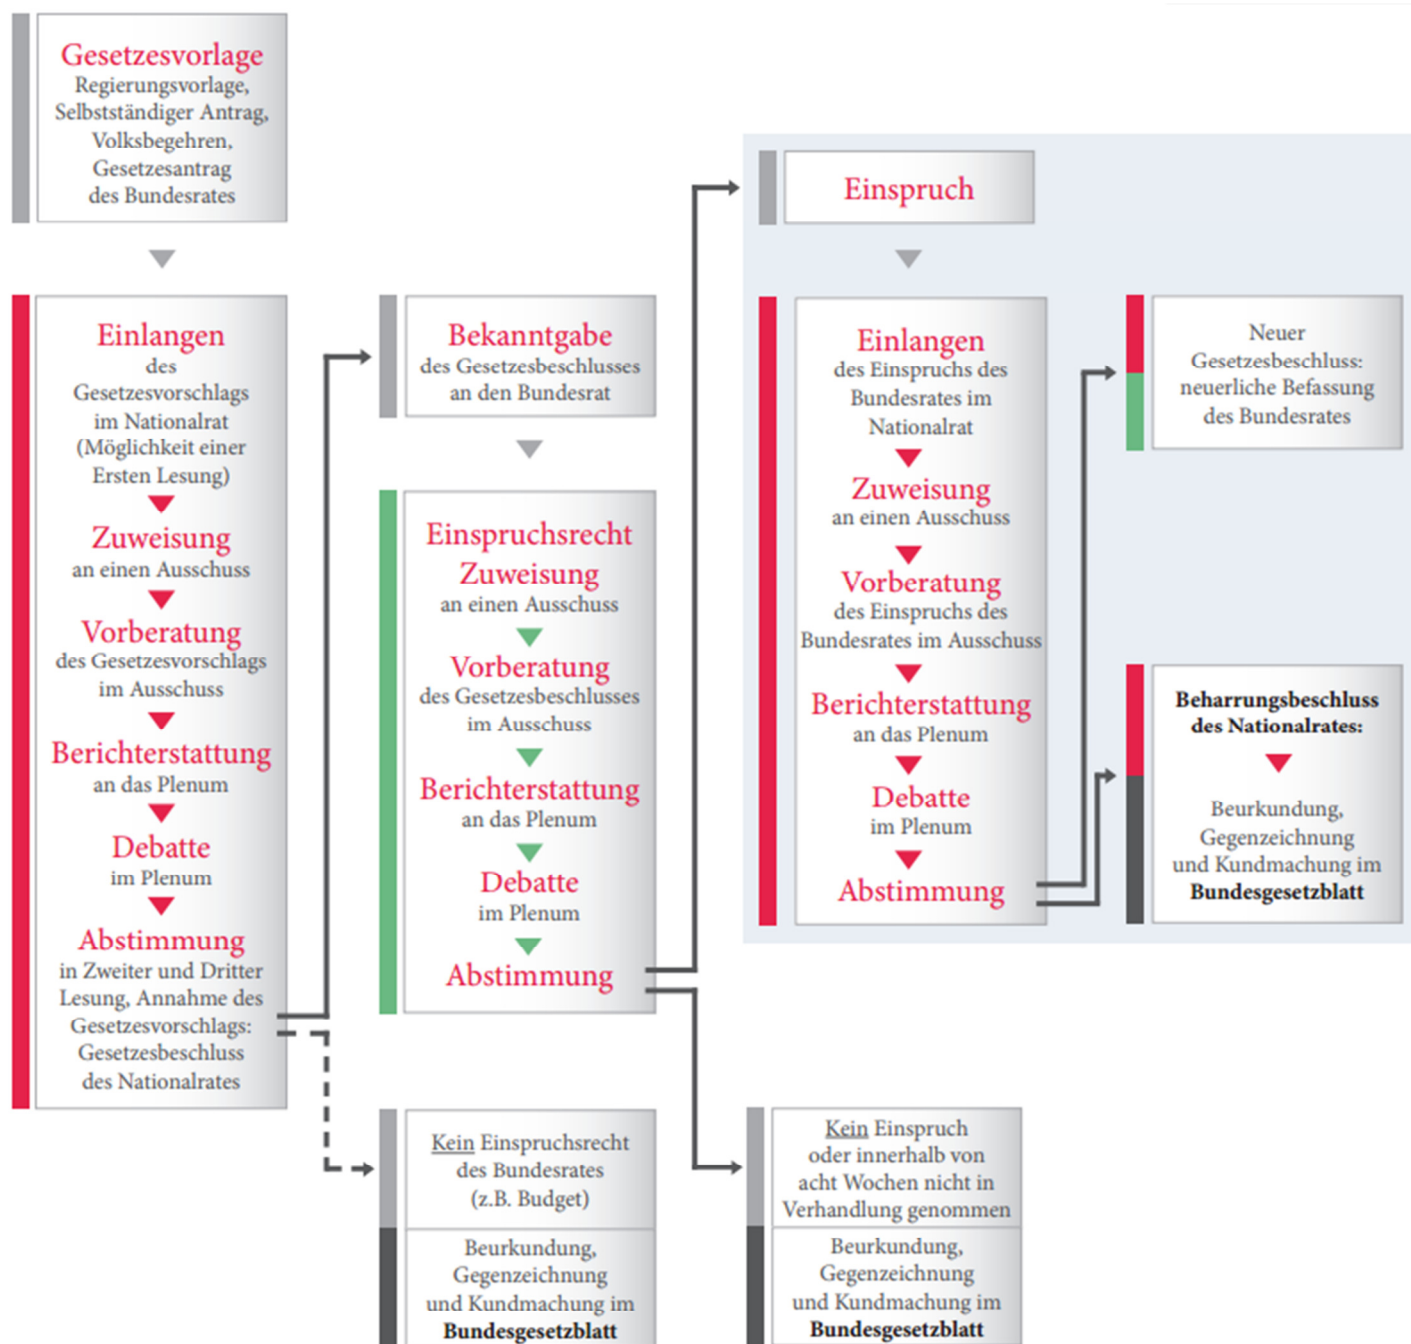 Gesetzesvorlage
Regierungsvorlage,
Selbstständiger Antrag,
Volksbegehren,
Gesetzesantrag
des Bundesrates
Einlangen
des
Gesetzesvorschlags
im Nationalrat
(Möglichkeit einer
Ersten Lesung)
Zuweisung
an einen Ausschuss
Vorberatung
des Gesetzesvorschlags
im Ausschuss
Berichterstattung
an das Plenum
Debatte
im Plenum
Abstimmung
in Zweiter und Dritter
Lesung, Annahme des
Gesetzesvorschlags:
Gesetzesbeschluss
des Nationalrates
Bekanntgabe
des Gesetzesbeschlusses
an den Bundesrat
Einspruchsrecht
Zuweisung
an einen Ausschuss
Vorberatung
des Gesetzesbeschlusses
im Ausschuss
Berichterstattung
an das Plenum
Debatte
im Plenum
Abstimmung
Kein Einspruchsrecht
des Bundesrates
(z.B. Budget)
Beurkundung,
Gegenzeichnung
und Kundmachung im
Bundesgesetzblatt
Einspruch
Einlangen
des Einspruchs des
Bundesrates im
Nationalrat
Zuweisung
an einen Ausschuss
Vorberatung
des Einspruchs des
Bundesrates im Ausschuss
Berichterstattung
an das Plenum
Debatte
im Plenum
Abstimmung
Kein Einspruch
oder innerhalb von
acht Wochen nicht in
Verhandlung genommen
Beurkundung,
Gegenzeichnung
und Kundmachung im
Bundesgesetzblatt
Neuer
Gesetzesbeschluss:
neuerliche Befassung
des Bundesrates
Beharrungsbeschluss
des Nationalrates:
Beurkundung,
Gegenzeichnung
und Kundmachung im
Bundesgesetzblatt